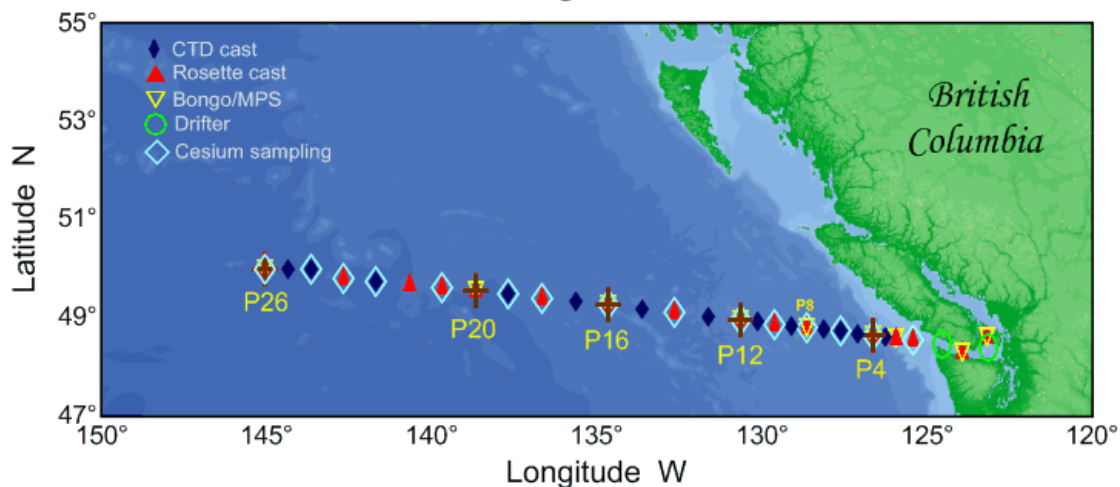 55°
CTD cast
Rosette cast
Bongo/MPS
Drifter
Cesium sampling
British
Columbia
53°
Latitude N
51°
P26
P20
P16
P12
P8
P4
49°
47°
150°
145°
140°
135°
130°
125°
120°
Longitude W